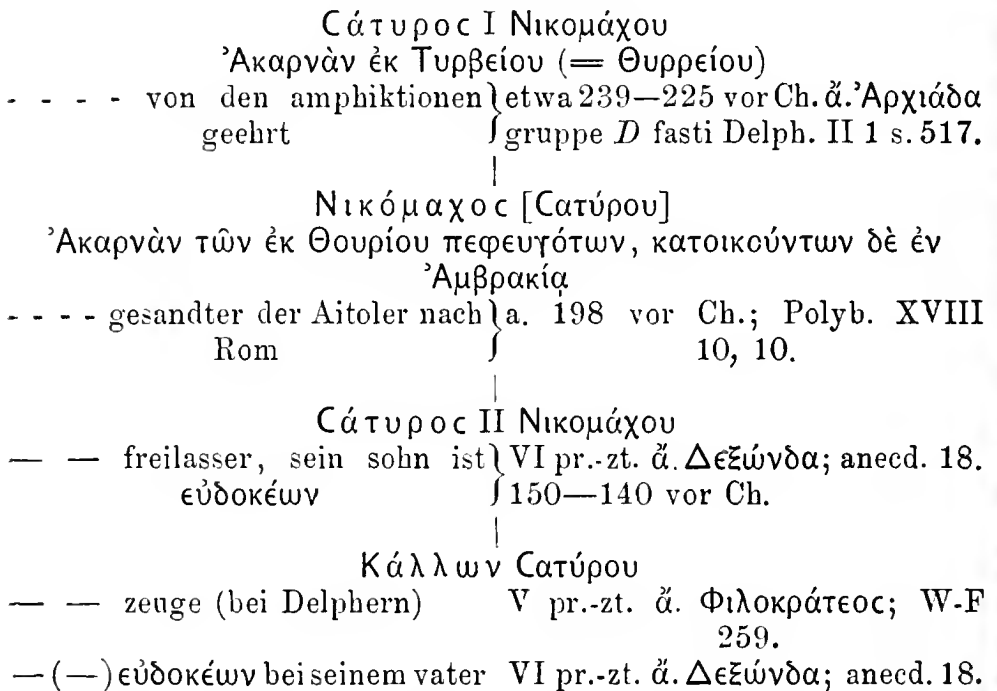 Ϲάτυροϲ I Νικομάχου
Ἀκαρνὰν ἐκ Τυρβείου (= Θυρρείου)
- - - - von den amphiktionen } etwa 239—225 vor Ch. ἄ. Ἀρχιάδα
geehrt } gruppe D fasti Delph. II 1 s. 517.
|
Νικόμαχοϲ [Ϲατύρου]
Ἀκαρνὰν τῶν ἐκ Θουρίου πεφευγότων, κατοικούντων δὲ ἐν
Ἀμβρακίᾳ
- - - - gesandter der Aitoler nach } a. 198 vor Ch.; Polyb. XVIII
Rom } 10, 10.
|
Ϲάτυροϲ II Νικομάχου
— — freilasser, sein sohn ist } VI pr.-zt. ἄ. Δεξώνδα; anecd. 18.
εὐδοκέων } 150—140 vor Ch.
|
Κάλλων Ϲατύρου
— — zeuge (bei Delphern) V pr.-zt. ἄ. Φιλοκράτεοϲ; W-F
259.
— (—) εὐδοκέων bei seinem vater VI pr.-zt. ἄ. Δεξώνδα; anecd. 18.